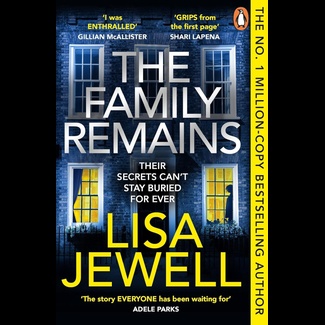 'I was
ENTHRALLED'
GILLIAN McALLISTER
'GRIPS from
the first page'
SHARI LAPENA
THE
FAMILY
REMAINS
THEIR
SECRETS CAN'T
STAY BURIED
FOR EVER
LISA
JEWELL
'The story EVERYONE has been waiting for'
ADELE PARKS
THE NO. 1 MILLION-COPY BESTSELLING AUTHOR